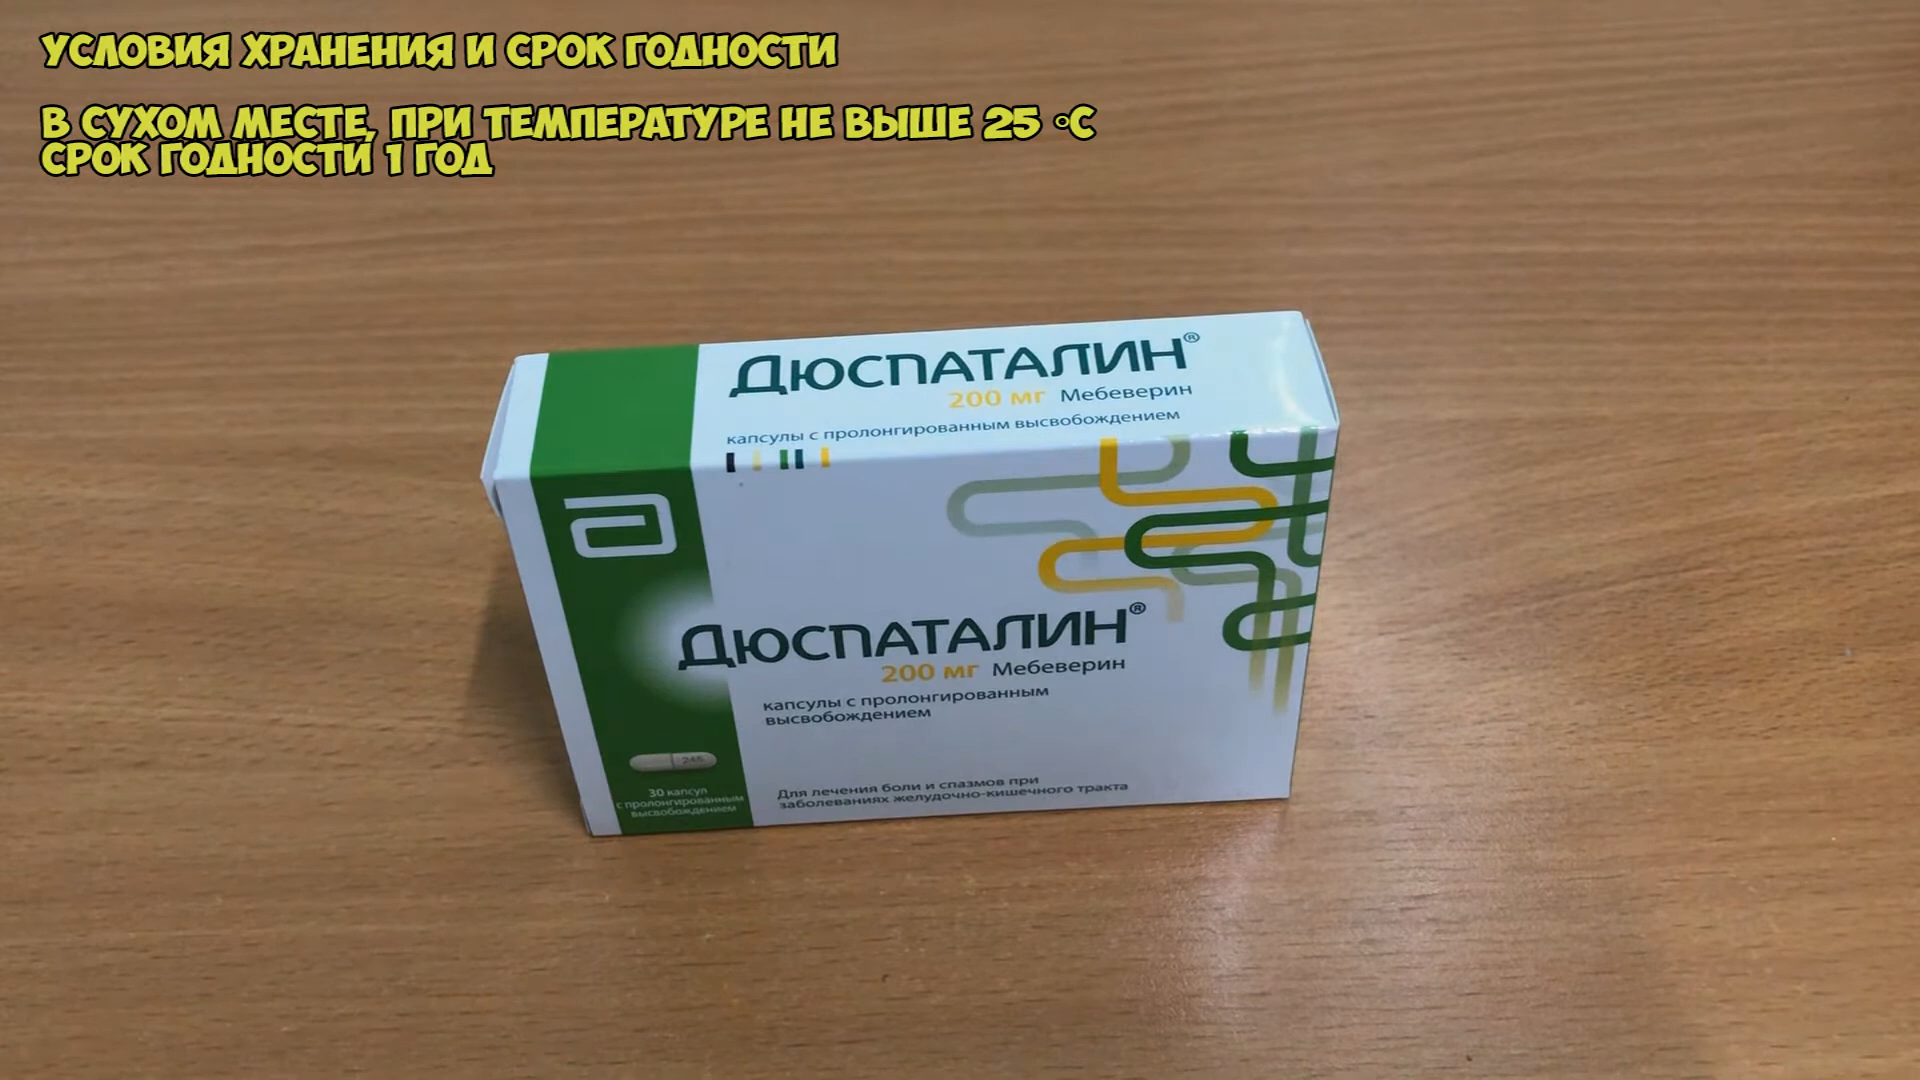 УСЛОВИЯ ХРАНЕНИЯ И СРОК ГОДНОСТИ
В СУХОМ МЕСТЕ, ПРИ ТЕМПЕРАТУРЕ НЕ ВЫШЕ 25 °С
СРОК ГОДНОСТИ 1 ГОД
ДЮСПАТАЛИН®
200 мг Мебеверин
капсулы с пролонгированным высвобождением
ДЮСПАТАЛИН®
200 мг Мебеверин
капсулы с пролонгированным
высвобождением
245
30 капсул
с пролонгированным
высвобождением
Для лечения боли и спазмов при
заболеваниях желудочно-кишечного тракта